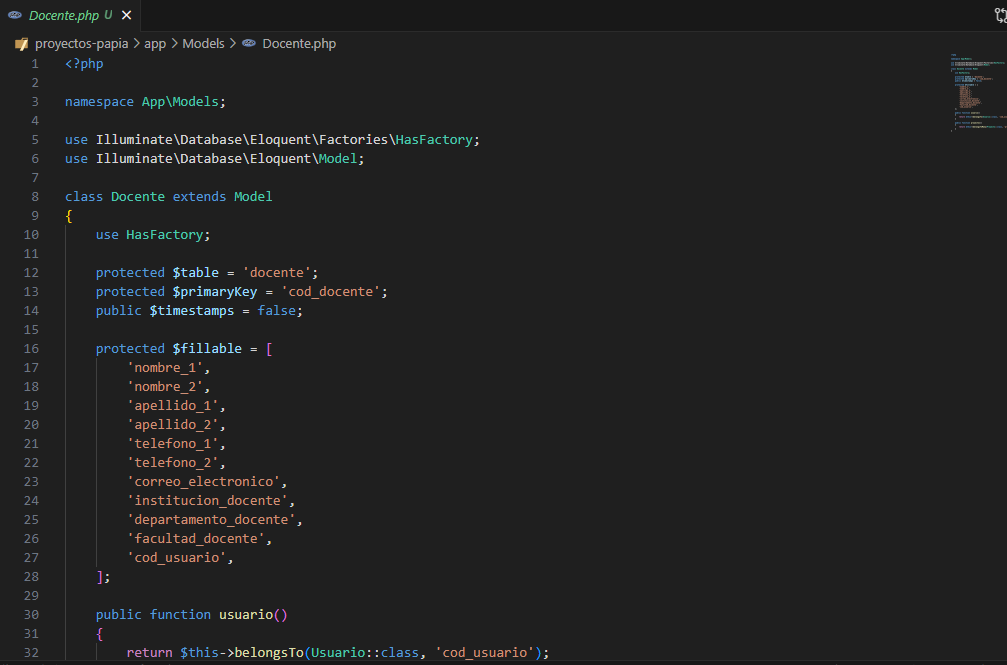 Docente.php U
proyectos-papia > app > Models > Docente.php
1 <?php
2
3 namespace App\Models;
4
5 use Illuminate\Database\Eloquent\Factories\HasFactory;
6 use Illuminate\Database\Eloquent\Model;
7
8 class Docente extends Model
9 {
10 use HasFactory;
11
12 protected $table = 'docente';
13 protected $primaryKey = 'cod_docente';
14 public $timestamps = false;
15
16 protected $fillable = [
17 'nombre_1',
18 'nombre_2',
19 'apellido_1',
20 'apellido_2',
21 'telefono_1',
22 'telefono_2',
23 'correo_electronico',
24 'institucion_docente',
25 'departamento_docente',
26 'facultad_docente',
27 'cod_usuario',
28 ];
29
30 public function usuario()
31 {
32 return $this->belongsTo(Usuario::class, 'cod_usuario');